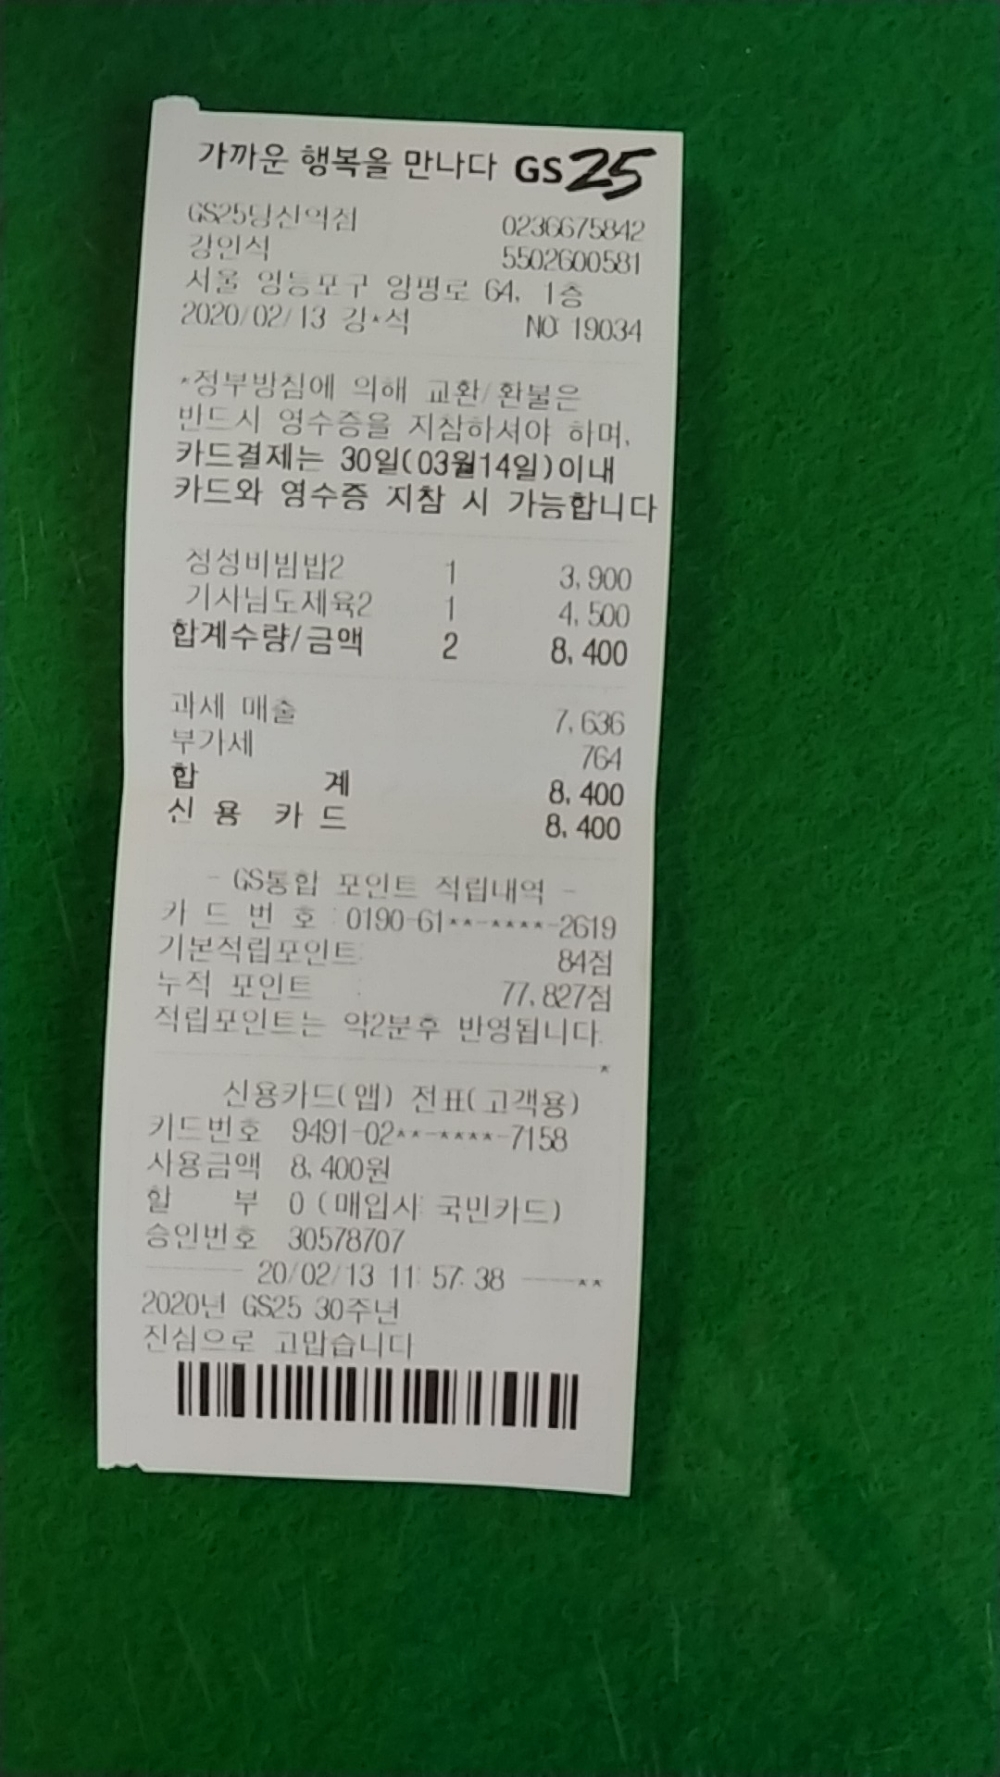 가까운 행복을 만나다 GS25
GS25당신의점 0236675842
강인석 5502600581
서울 영등포구 양평로 64, 1층
2020/02/13 강*석 NO: 19034
*정부방침에 의해 교환/환불은
반드시 영수증을 지참하셔야 하며,
카드결제는 30일(03월14일)이내
카드와 영수증 지참 시 가능합니다
정성비빔밥2 1 3,900
기사님도제육2 1 4,500
합계수량/금액 2 8,400
과세 매출 7,636
부가세 764
합 계 8,400
신 용 카 드 8,400
- GS통합 포인트 적립내역 -
카 드 번 호 :0190-61**-****-2619
기본적립포인트: 84점
누적 포인트 : 77,827점
적립포인트는 약2분후 반영됩니다.
*
신용카드(앱) 전표(고객용)
카드번호 9491-02**-****-7158
사용금액 8,400원
할 부 0 (매입사: 국민카드)
승인번호 30578707
20/02/13 11:57:38 **
2020년 GS25 30주년
진심으로 고맙습니다